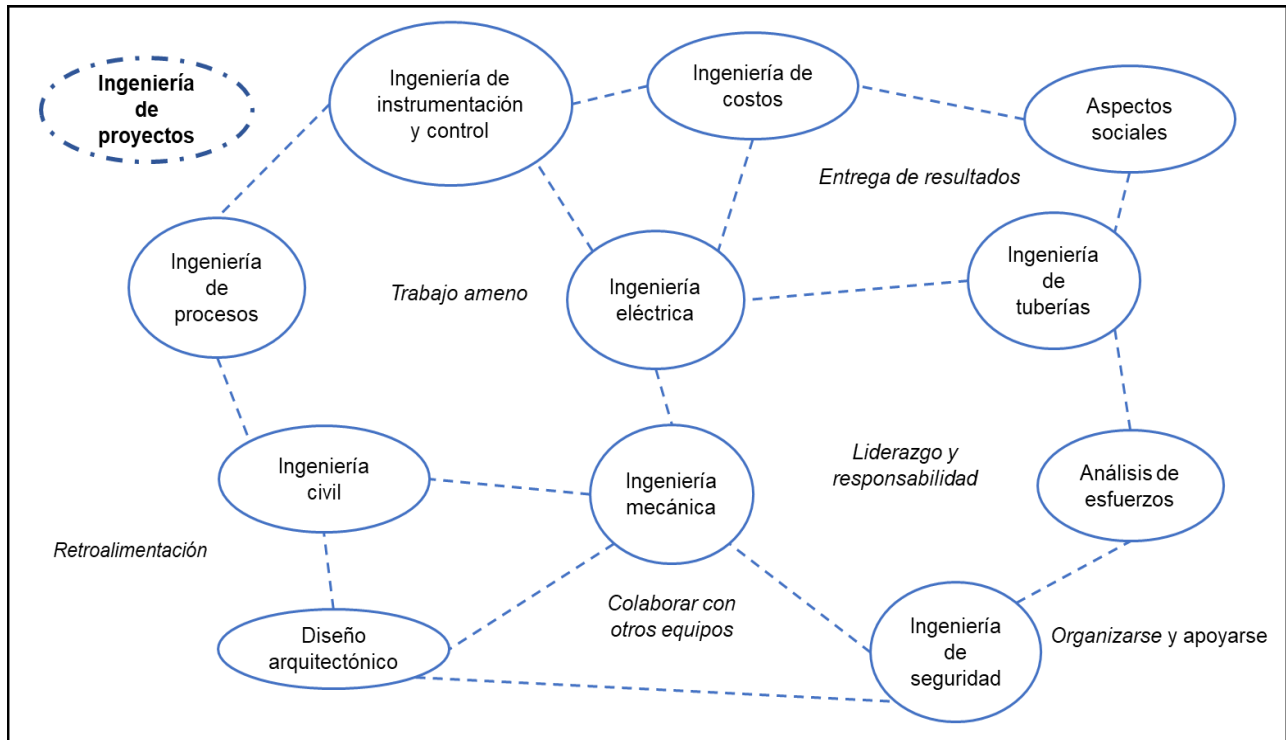 Ingeniería
de
proyectos
Ingeniería de
instrumentación
y control
Ingeniería de
costos
Aspectos
sociales
Entrega de resultados
Ingeniería
de
procesos
Trabajo ameno
Ingeniería
eléctrica
Ingeniería
de
tuberías
Ingeniería
civil
Ingeniería
mecánica
Liderazgo y
responsabilidad
Análisis de
esfuerzos
Retroalimentación
Diseño
arquitectónico
Colaborar con
otros equipos
Ingeniería
de
seguridad
Organizarse y apoyarse